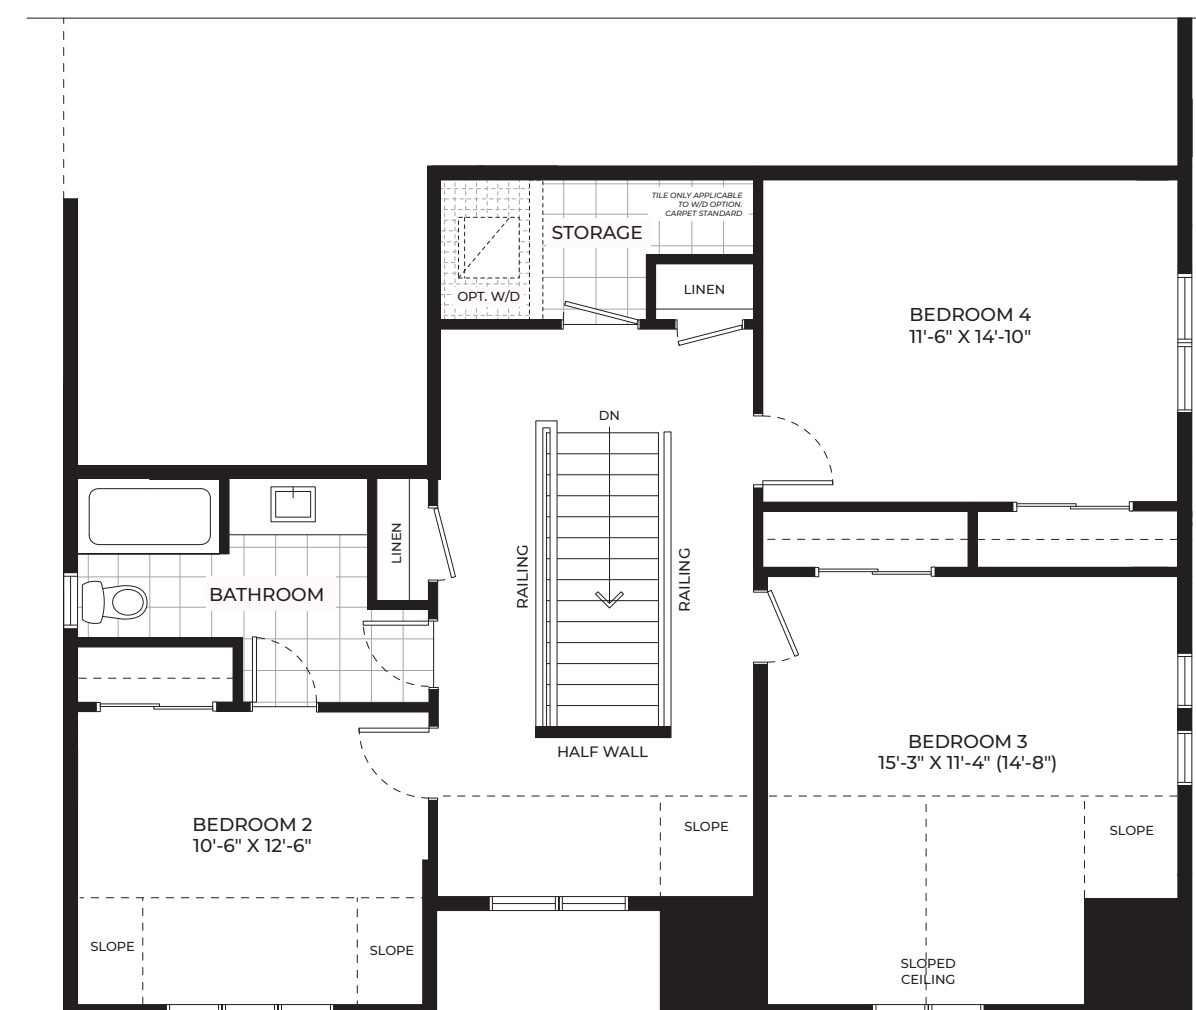 TILE ONLY APPLICABLE
TO W/D OPTION.
CARPET STANDARD
STORAGE
OPT. W/D
LINEN
BEDROOM 4
11'-6" X 14'-10"
DN
LINEN
RAILING
RAILING
BATHROOM
HALF WALL
BEDROOM 3
15'-3" X 11'-4" (14'-8")
BEDROOM 2
10'-6" X 12'-6"
SLOPE
SLOPE
SLOPE
SLOPE
SLOPED
CEILING